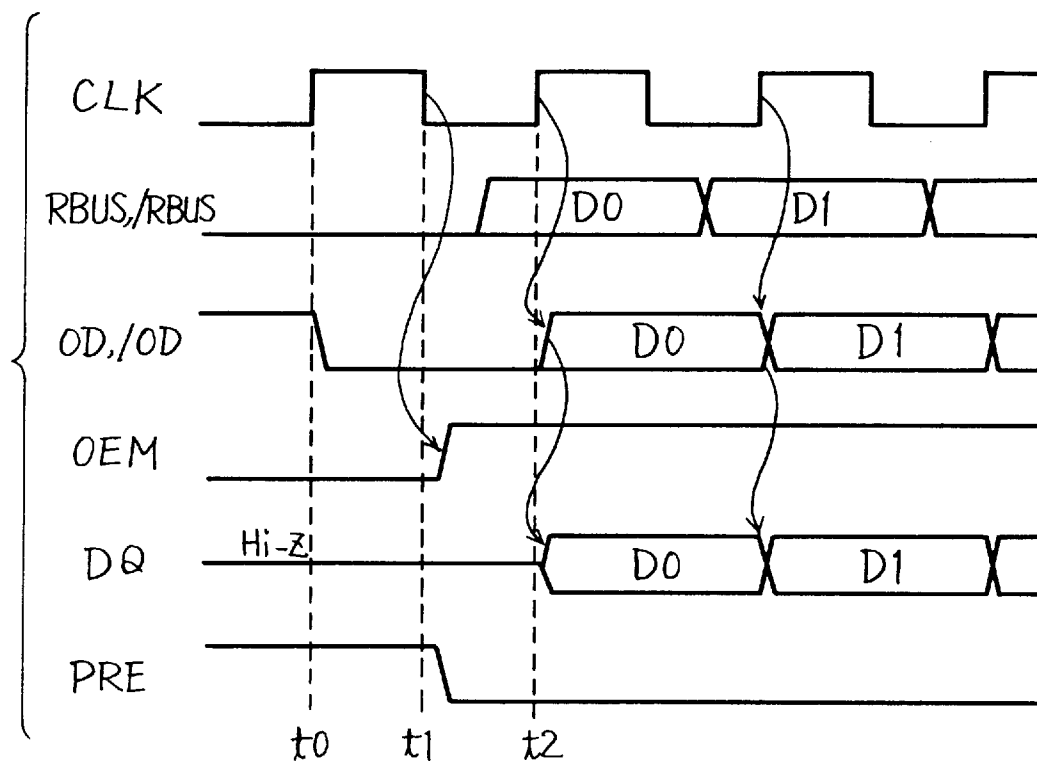 CLK
RBUS,/RBUS D0 D1
OD,/OD D0 D1
OEM
Hi-Z
DQ D0 D1
PRE
t0 t1 t2